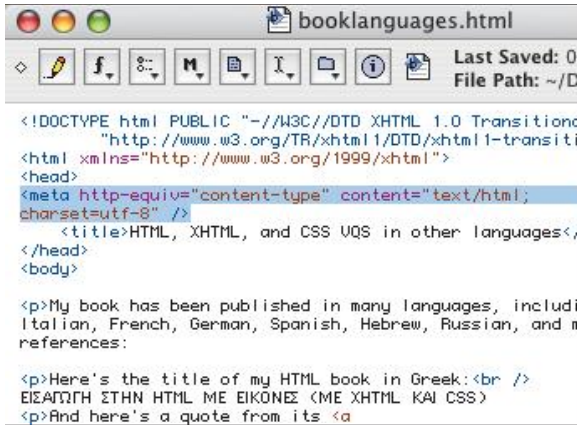 booklanguages.html
Last Saved: 0
File Path: ~/D
<!DOCTYPE html PUBLIC "-//W3C//DTD XHTML 1.0 Transitiona
"http://www.w3.org/TR/xhtml1/DTD/xhtml1-transiti
<html xmlns="http://www.w3.org/1999/xhtml">
<head>
<meta http-equiv="content-type" content="text/html;
charset=utf-8" />
<title>HTML, XHTML, and CSS VQS in other languages</
</head>
<body>
<p>My book has been published in many languages, includi
Italian, French, German, Spanish, Hebrew, Russian, and m
references:
<p>Here's the title of my HTML book in Greek:<br />
ΕΙΣΑΓΩΓΗ ΣΤΗΝ HTML ΜΕ ΕΙΚΟΝΕΣ (ΜΕ XHTML ΚΑΙ CSS)
<p>And here's a quote from its <a